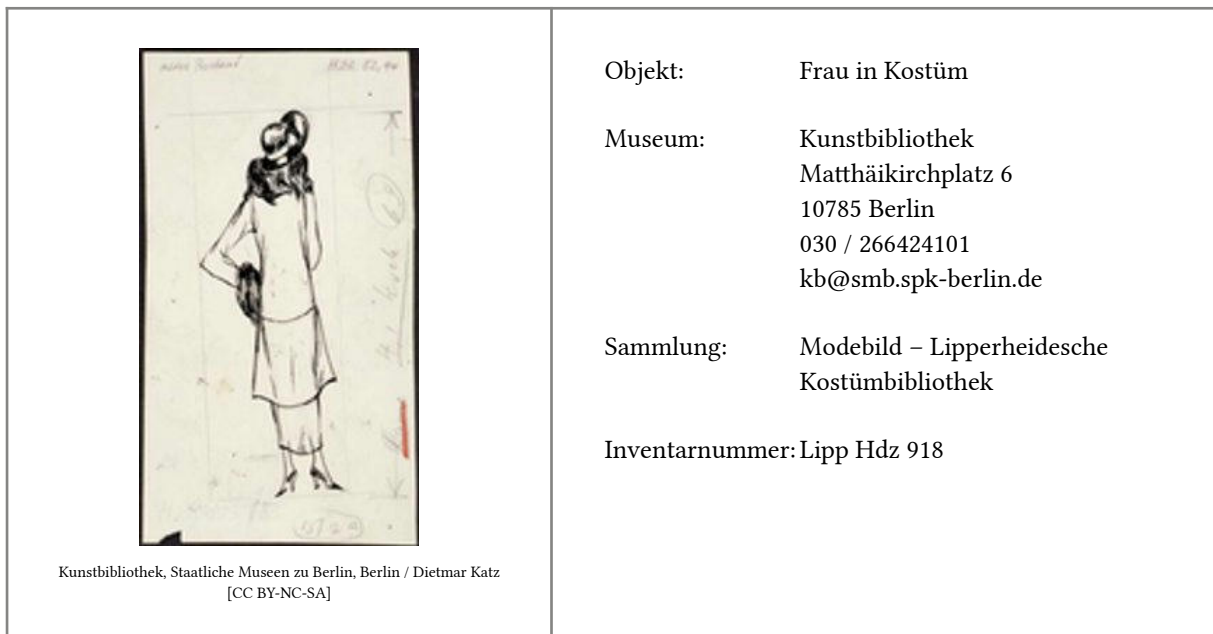 Kunstbibliothek, Staatliche Museen zu Berlin, Berlin / Dietmar Katz
[CC BY-NC-SA]
Objekt: Frau in Kostüm
Museum: Kunstbibliothek
Matthäikirchplatz 6
10785 Berlin
030 / 266424101
kb@smb.spk-berlin.de
Sammlung: Modebild – Lipperheidesche
Kostümbibliothek
Inventarnummer: Lipp Hdz 918